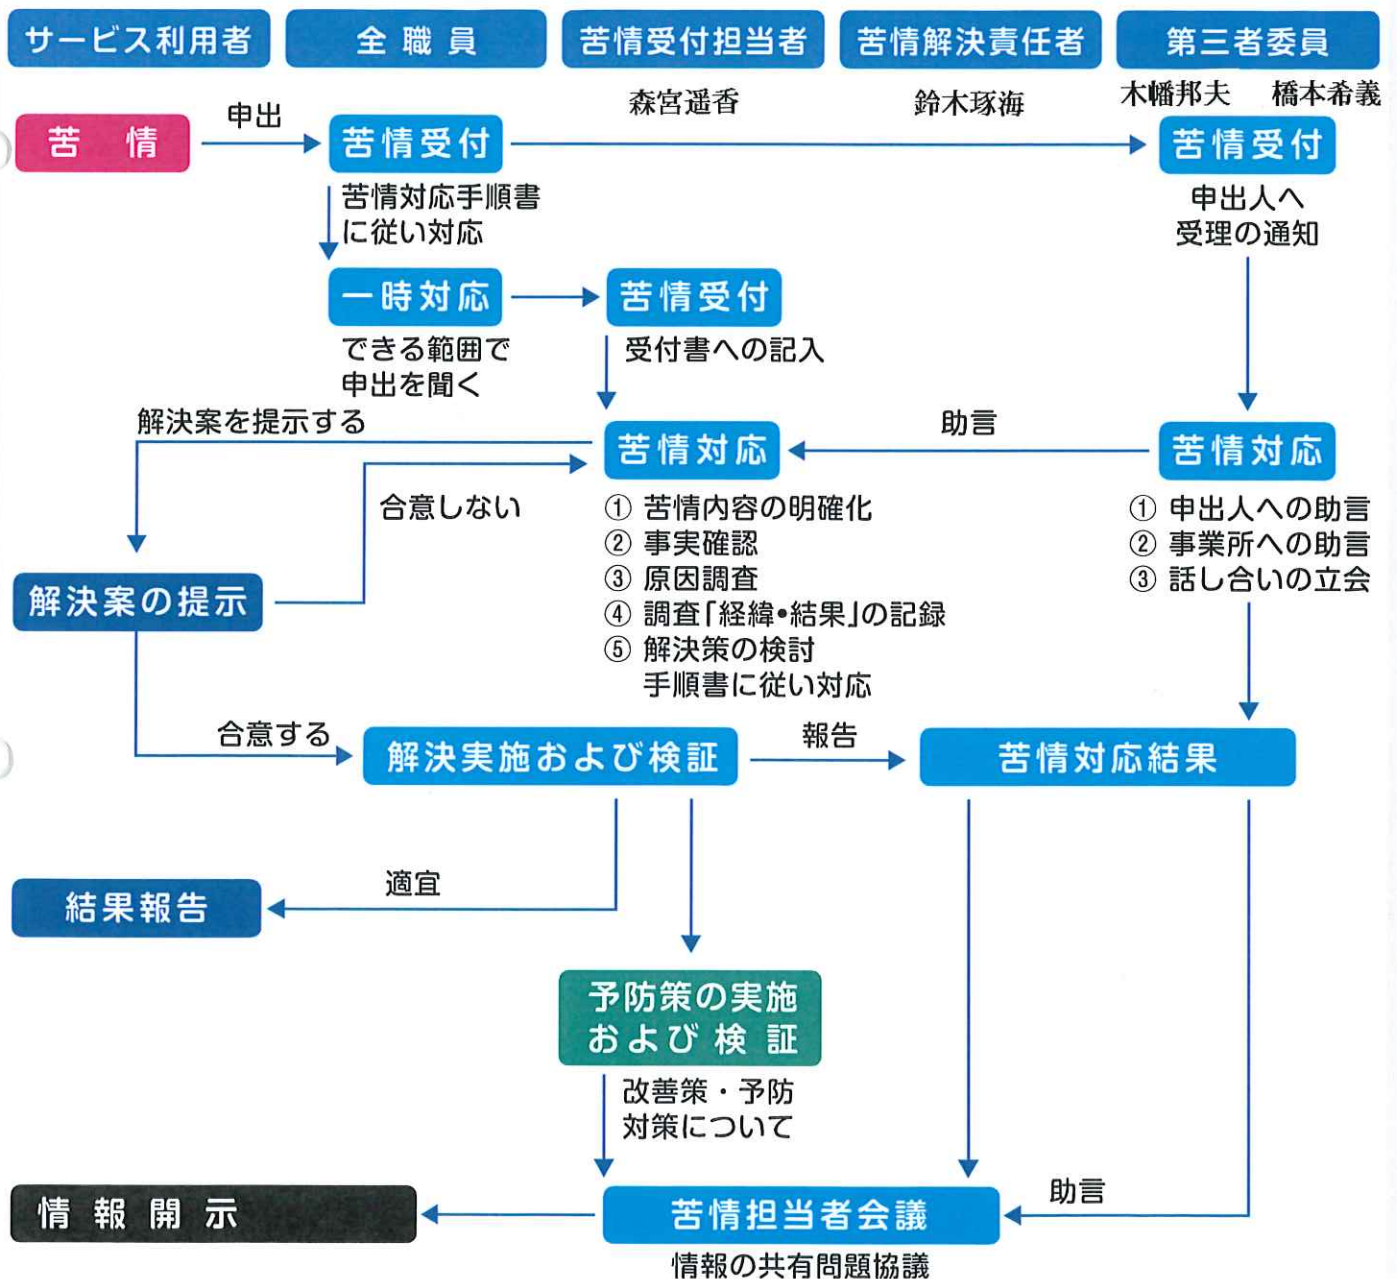 サービス利用者
全職員
苦情受付担当者
苦情解決責任者
第三者委員
森宮遥香
鈴木琢海
木幡邦夫 橋本希義
苦情
申出
苦情受付
苦情受付
苦情対応手順書
に従い対応
申出人へ
受理の通知
一時対応
苦情受付
できる範囲で
申出を聞く
受付書への記入
解決案を提示する
苦情対応
助言
苦情対応
合意しない
① 苦情内容の明確化
② 事実確認
③ 原因調査
④ 調査「経緯•結果」の記録
⑤ 解決策の検討
手順書に従い対応
① 申出人への助言
② 事業所への助言
③ 話し合いの立会
解決案の提示
合意する
解決実施および検証
報告
苦情対応結果
結果報告
適宜
予防策の実施
および検証
改善策・予防
対策について
情報開示
苦情担当者会議
助言
情報の共有問題協議